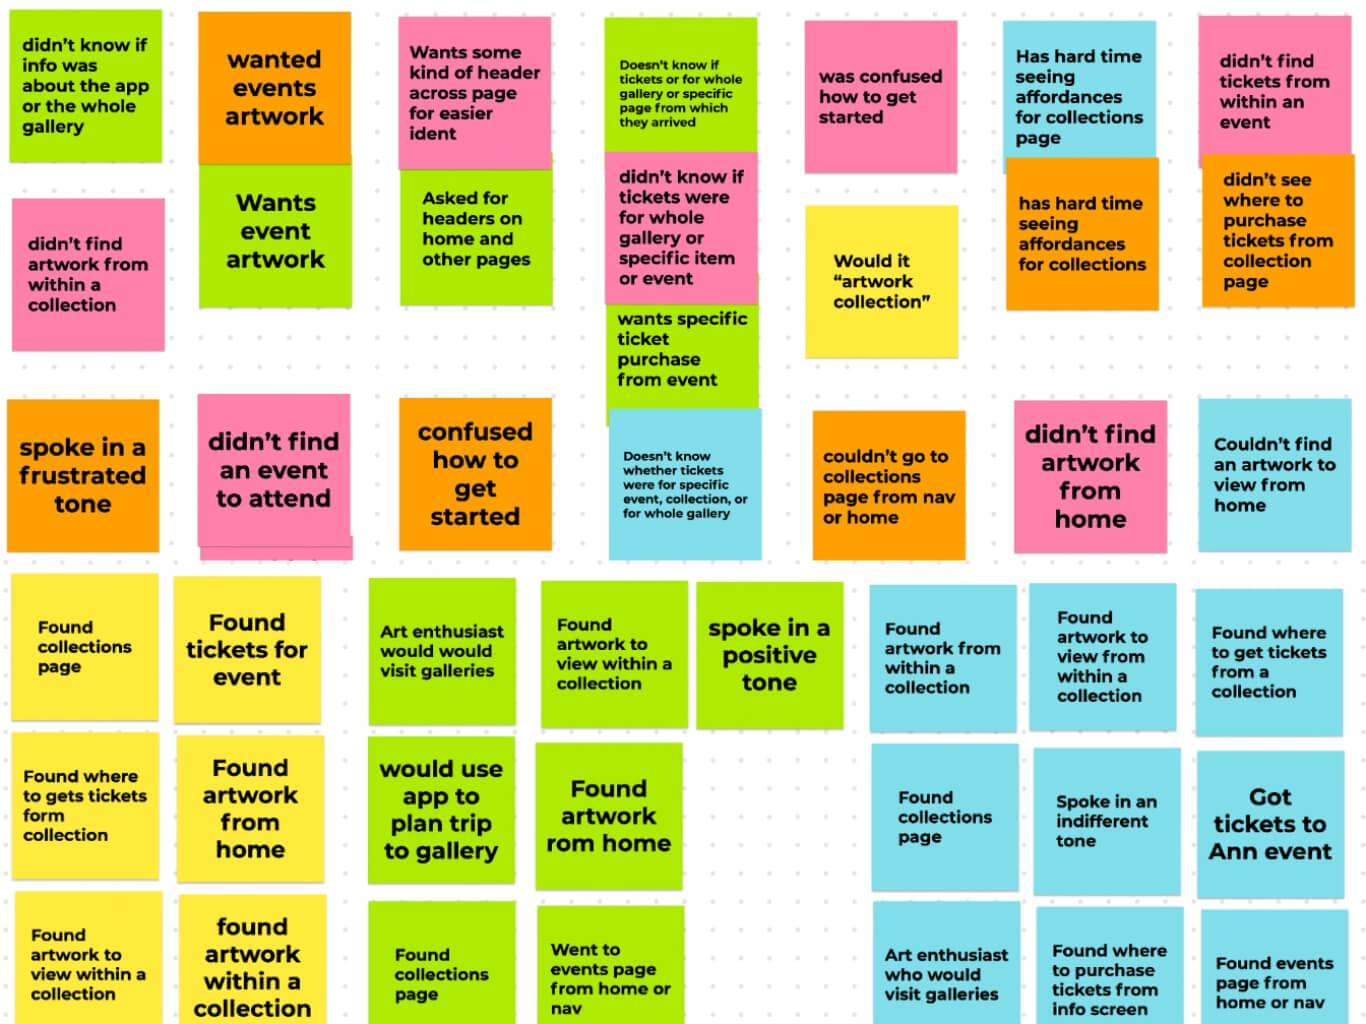 didn't know if
info was
about the app
or the whole
gallery
wanted
events
artwork
Wants some
kind of header
across page
for easier
ident
Doesn't know if
tickets or for whole
gallery or specific
page from which
they arrived
was confused
how to get
started
Has hard time
seeing
affordances
for collections
page
didn't find
tickets from
within an
event
didn't find
artwork from
within a
collection
Wants
event
artwork
Asked for
headers on
home and
other pages
didn't know if
tickets were
for whole
gallery or
specific item
or event
Would it
"artwork
collection"
has hard time
seeing
affordances
for collections
didn't see
where to
purchase
tickets from
collection
page
wants specific
ticket
purchase
from event
spoke in a
frustrated
tone
didn't find
an event
to attend
confused
how to
get
started
Doesn't know
whether tickets
were for specific
event, collection, or
for whole gallery
couldn't go to
collections
page from nav
or home
didn't find
artwork
from
home
Couldn't find
an artwork to
view from
home
Found
collections
page
Found
tickets for
event
Art enthusiast
would would
visit galleries
Found
artwork to
view within a
collection
spoke in a
positive
tone
Found
artwork from
within a
collection
Found
artwork to
view from
within a
collection
Found where
to get tickets
from a
collection
Found where
to gets tickets
form
collection
Found
artwork
from
home
would use
app to
plan trip
to gallery
Found
artwork
rom home
Found
collections
page
Spoke in an
indifferent
tone
Got
tickets to
Ann event
Found
artwork to
view within a
collection
found
artwork
within a
collection
Found
collections
page
Went to
events page
from home or
nav
Art enthusiast
who would
visit galleries
Found where
to purchase
tickets from
info screen
Found events
page from
home or nav